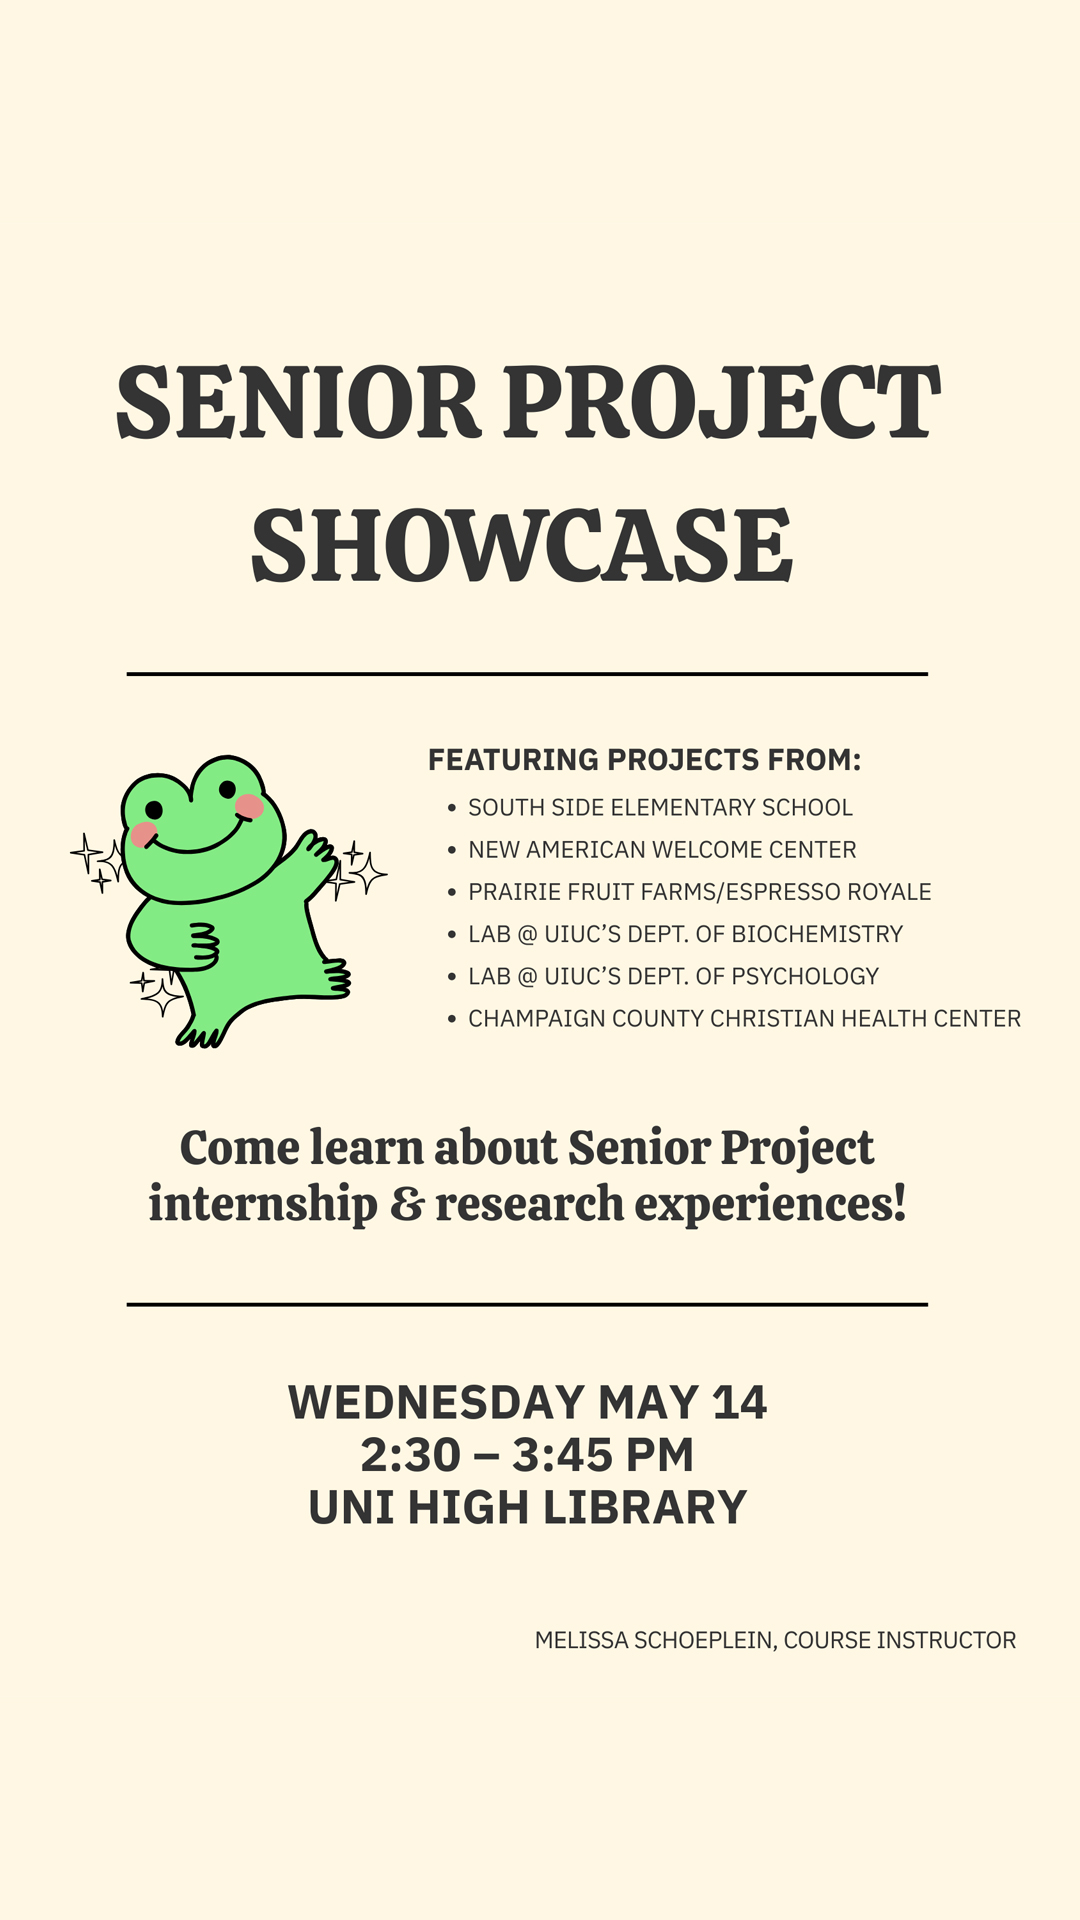 SENIOR PROJECT
SHOWCASE
FEATURING PROJECTS FROM:
• SOUTH SIDE ELEMENTARY SCHOOL
• NEW AMERICAN WELCOME CENTER
• PRAIRIE FRUIT FARMS/ESPRESSO ROYALE
• LAB @ UIUC’S DEPT. OF BIOCHEMISTRY
• LAB @ UIUC’S DEPT. OF PSYCHOLOGY
• CHAMPAIGN COUNTY CHRISTIAN HEALTH CENTER
Come learn about Senior Project
internship & research experiences!
WEDNESDAY MAY 14
2:30 – 3:45 PM
UNI HIGH LIBRARY
MELISSA SCHOEPLEIN, COURSE INSTRUCTOR